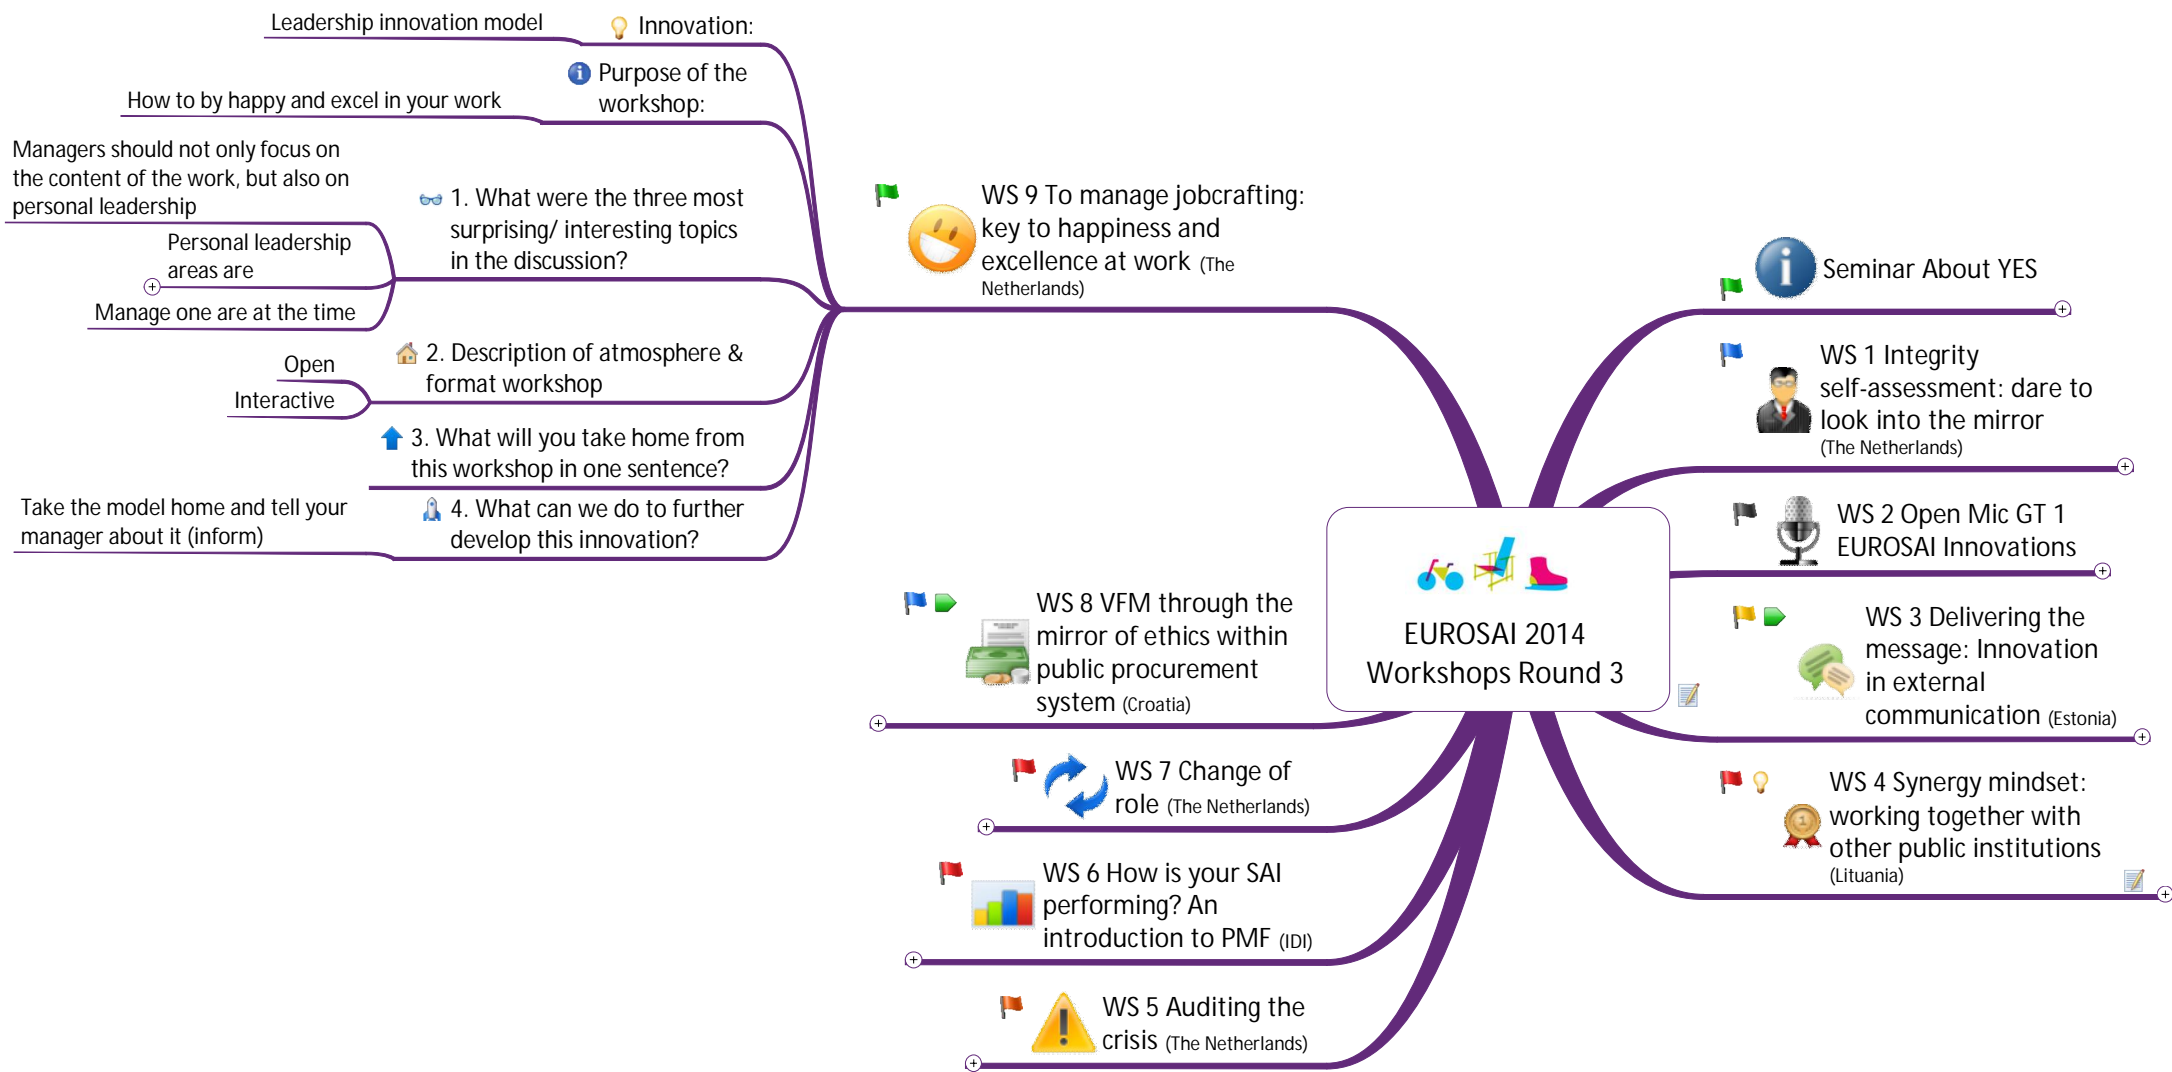 Leadership innovation model
Innovation:
Purpose of the
workshop:
How to by happy and excel in your work
Managers should not only focus on
the content of the work, but also on
personal leadership
Personal leadership
areas are
Manage one are at the time
1. What were the three most
surprising/ interesting topics
in the discussion?
Open
Interactive
2. Description of atmosphere &
format workshop
3. What will you take home from
this workshop in one sentence?
Take the model home and tell your
manager about it (inform)
4. What can we do to further
develop this innovation?
WS 9 To manage jobcrafting:
key to happiness and
excellence at work (The
Netherlands)
WS 8 VFM through the
mirror of ethics within
public procurement
system (Croatia)
WS 7 Change of
role (The Netherlands)
WS 6 How is your SAI
performing? An
introduction to PMF (IDI)
WS 5 Auditing the
crisis (The Netherlands)
EUROSAI 2014
Workshops Round 3
Seminar About YES
WS 1 Integrity
self-assessment: dare to
look into the mirror
(The Netherlands)
WS 2 Open Mic GT 1
EUROSAI Innovations
WS 3 Delivering the
message: Innovation
in external
communication (Estonia)
WS 4 Synergy mindset:
working together with
other public institutions
(Lituania)